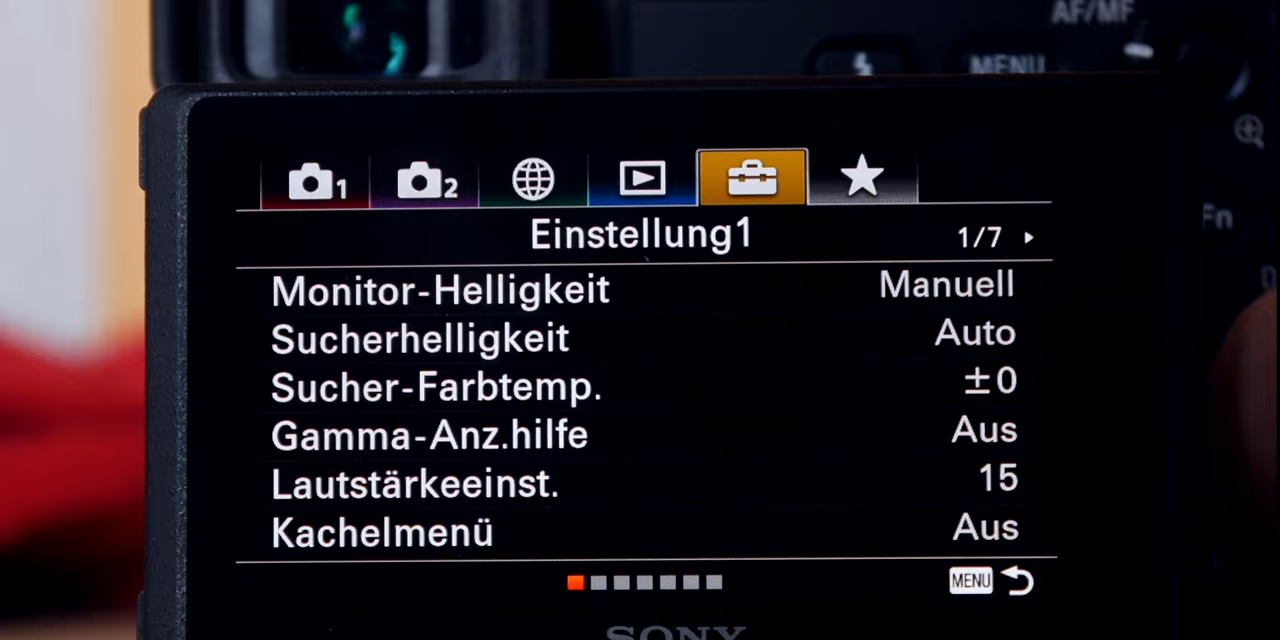 AF/MF
MENU
1 2
Einstellung1 1/7
Fn
Monitor-Helligkeit Manuell
Sucherhelligkeit Auto
Sucher-Farbtemp. ±0
Gamma-Anz.hilfe Aus
Lautstärkeeinst. 15
Kachelmenü Aus
MENU
SONY